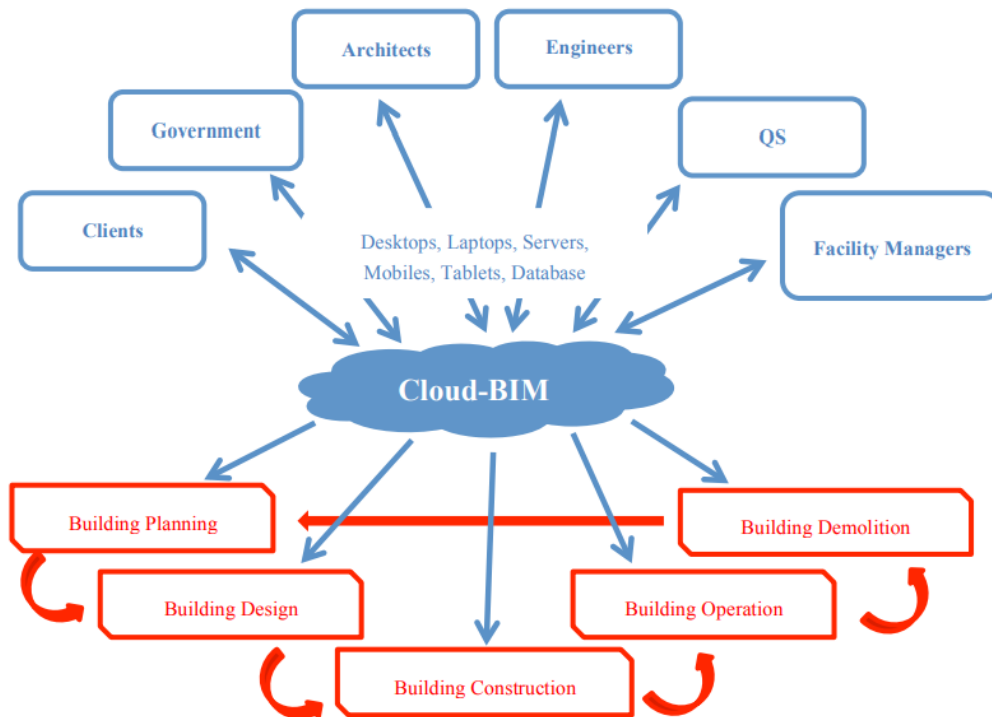 Architects
Engineers
Government
QS
Clients
Facility Managers
Desktops, Laptops, Servers,
Mobiles, Tablets, Database
Cloud-BIM
Building Planning
Building Demolition
Building Design
Building Operation
Building Construction